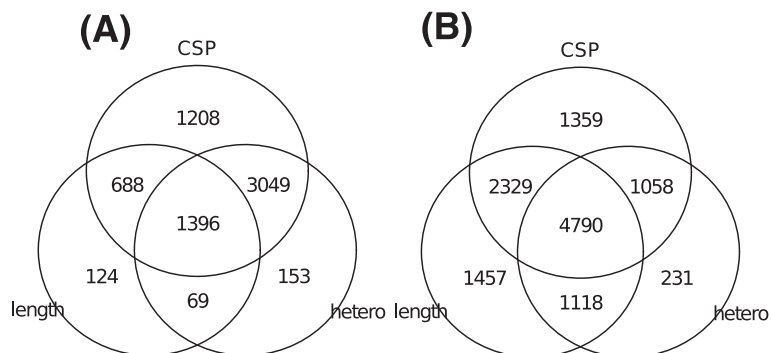 (A) (B)
CSP CSP
1208 1359
688 3049 2329 1058
1396 4790
124 153 1457 231
69 1118
length hetero length hetero